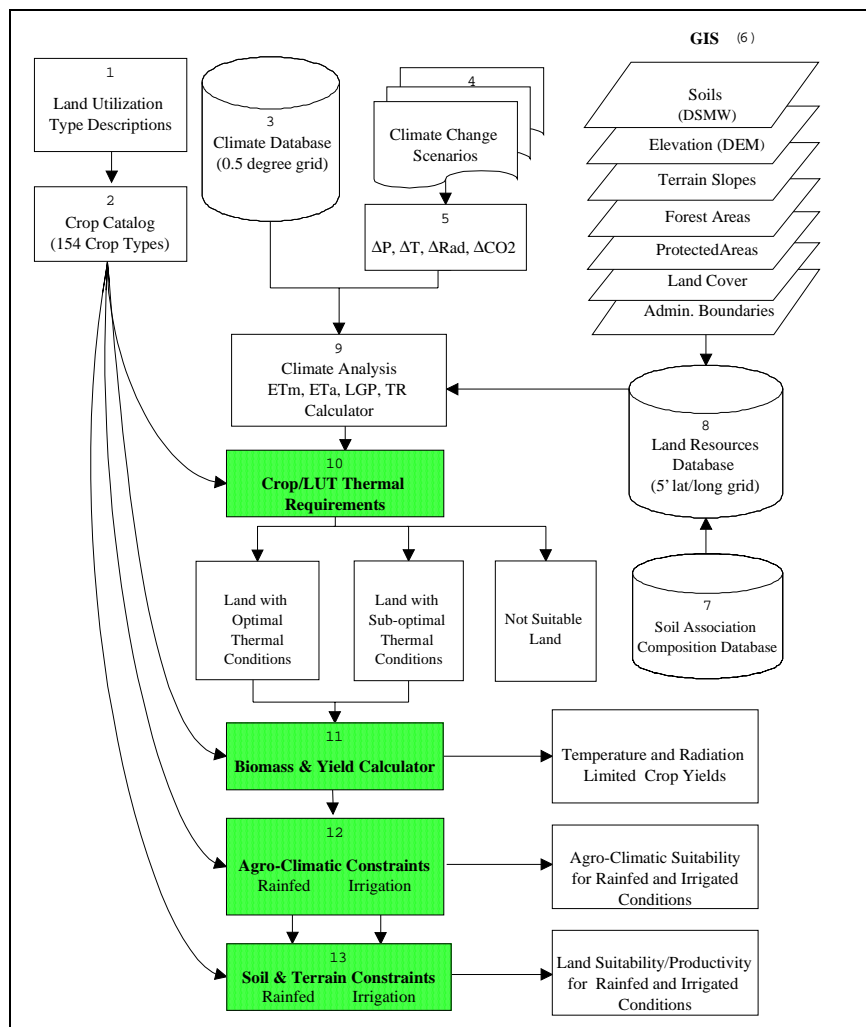 GIS (6)
1
Land Utilization
Type Descriptions
2
Crop Catalog
(154 Crop Types)
3
Climate Database
(0.5 degree grid)
4
Climate Change
Scenarios
5
ΔP, ΔT, ΔRad, ΔCO2
Soils
(DSMW)
Elevation (DEM)
Terrain Slopes
Forest Areas
ProtectedAreas
Land Cover
Admin. Boundaries
9
Climate Analysis
ETm, ETa, LGP, TR
Calculator
8
Land Resources
Database
(5' lat/long grid)
10
Crop/LUT Thermal
Requirements
Land with
Optimal
Thermal
Conditions
Land with
Sub-optimal
Thermal
Conditions
Not Suitable
Land
7
Soil Association
Composition Database
11
Biomass & Yield Calculator
Temperature and Radiation
Limited Crop Yields
12
Agro-Climatic Constraints
Rainfed Irrigation
Agro-Climatic Suitability
for Rainfed and Irrigated
Conditions
13
Soil & Terrain Constraints
Rainfed Irrigation
Land Suitability/Productivity
for Rainfed and Irrigated
Conditions